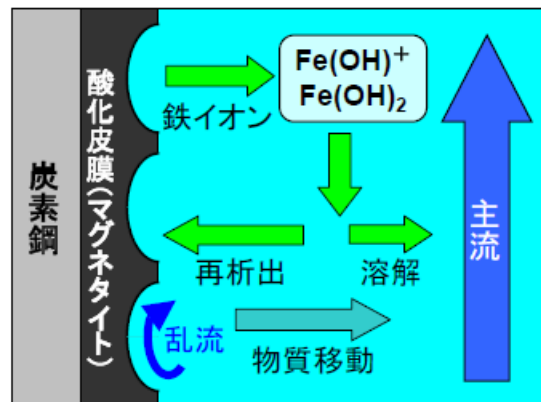 炭素鋼
酸化皮膜(マグネタイト)
鉄イオン
Fe(OH)⁺
Fe(OH)₂
再析出
溶解
乱流
物質移動
主流